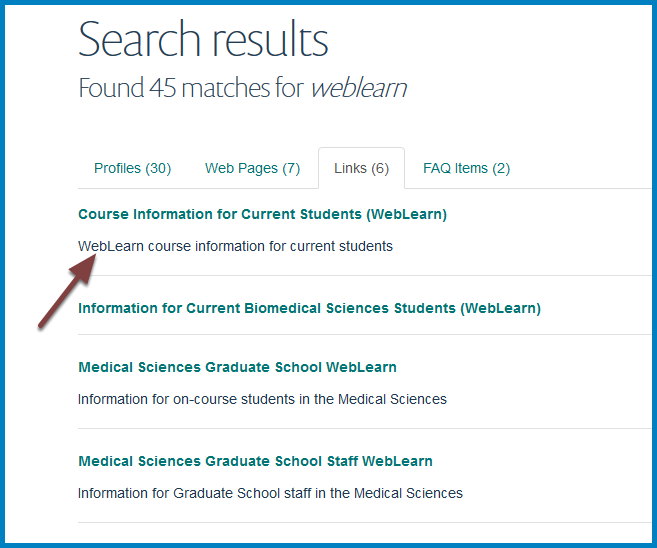 Search results
Found 45 matches for weblearn
Profiles (30) Web Pages (7) Links (6) FAQ Items (2)
Course Information for Current Students (WebLearn)
WebLearn course information for current students
Information for Current Biomedical Sciences Students (WebLearn)
Medical Sciences Graduate School WebLearn
Information for on-course students in the Medical Sciences
Medical Sciences Graduate School Staff WebLearn
Information for Graduate School staff in the Medical Sciences